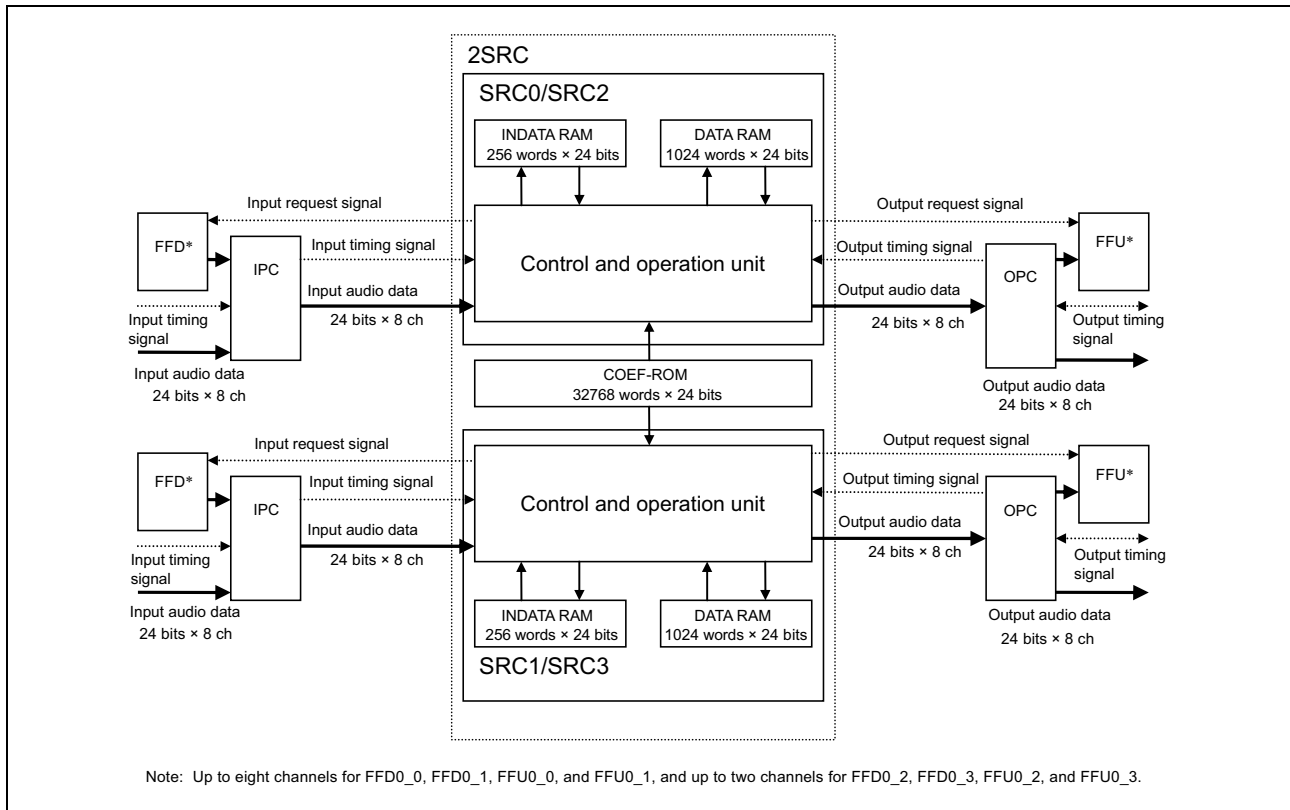 2SRC
SRC0/SRC2
INDATA RAM
256 words × 24 bits
DATA RAM
1024 words × 24 bits
Input request signal
Output request signal
FFD*
IPC
Input timing signal
Control and operation unit
Output timing signal
OPC
FFU*
Input audio data
24 bits × 8 ch
Output audio data
24 bits × 8 ch
Input timing
signal
Output timing
signal
Input audio data
24 bits × 8 ch
Output audio data
24 bits × 8 ch
COEF-ROM
32768 words × 24 bits
Input request signal
Output request signal
FFD*
IPC
Input timing signal
Control and operation unit
Output timing signal
OPC
FFU*
Input audio data
24 bits × 8 ch
Output audio data
24 bits × 8 ch
Input timing
signal
Output timing
signal
Input audio data
24 bits × 8 ch
Output audio data
24 bits × 8 ch
INDATA RAM
256 words × 24 bits
DATA RAM
1024 words × 24 bits
SRC1/SRC3
Note: Up to eight channels for FFD0_0, FFD0_1, FFU0_0, and FFU0_1, and up to two channels for FFD0_2, FFD0_3, FFU0_2, and FFU0_3.